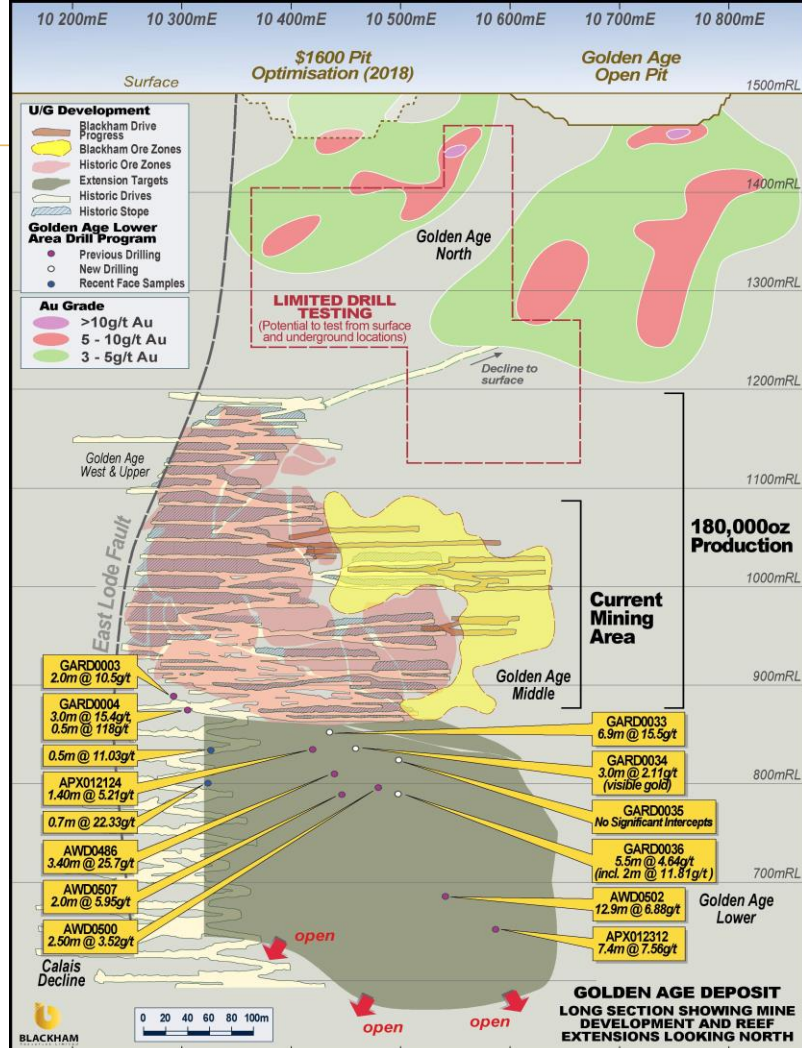 10 200mE
10 300mE
10 400mE
10 500mE
10 600mE
10 700mE
10 800mE
$1600 Pit
Optimisation (2018)
Golden Age
Open Pit
Surface
1500mRL
U/G Development
Blackham Drive
Progress
Blackham Ore Zones
Historic Ore Zones
Extension Targets
Historic Drives
Historic Stope
Golden Age Lower
Area Drill Program
Previous Drilling
New Drilling
Recent Face Samples
Au Grade
>10g/t Au
5 - 10g/t Au
3 - 5g/t Au
1400mRL
Golden Age
North
1300mRL
LIMITED DRILL
TESTING
(Potential to test from surface
and underground locations)
Decline to
surface
1200mRL
Golden Age
West & Upper
1100mRL
180,000oz
Production
East Lode Fault
1000mRL
Current
Mining
Area
Golden Age
Middle
900mRL
GARD0003
2.0m @ 10.5g/t
GARD0004
3.0m @ 15.4g/t,
0.5m @ 118g/t
0.5m @ 11.03g/t
APX012124
1.40m @ 5.21g/t
0.7m @ 22.33g/t
AWD0486
3.40m @ 25.7g/t
AWD0507
2.0m @ 5.95g/t
AWD0500
2.50m @ 3.52g/t
GARD0033
6.9m @ 15.5g/t
GARD0034
3.0m @ 2.11g/t
(visible gold)
800mRL
GARD0035
No Significant Intercepts
GARD0036
5.5m @ 4.64g/t
(incl. 2m @ 11.81g/t )
700mRL
AWD0502
12.9m @ 6.88g/t
Golden Age
Lower
APX012312
7.4m @ 7.56g/t
open
open
open
Calais
Decline
0 20 40 60 80 100m
BLACKHAM
GOLDEN AGE DEPOSIT
LONG SECTION SHOWING MINE
DEVELOPMENT AND REEF
EXTENSIONS LOOKING NORTH